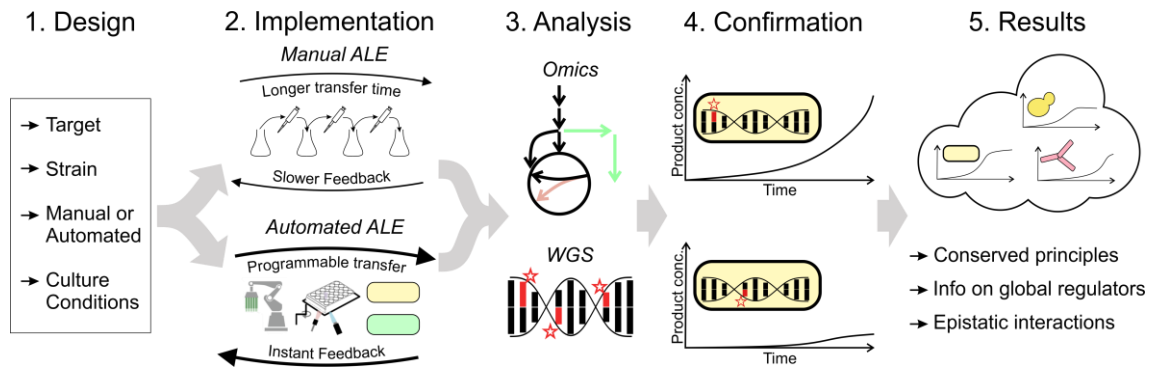 1. Design
Target
Strain
Manual or
Automated
Culture
Conditions
2. Implementation
Manual ALE
Longer transfer time
Slower Feedback
Automated ALE
Programmable transfer
Instant Feedback
3. Analysis
Omics
WGS
4. Confirmation
Product conc.
Time
Product conc.
Time
5. Results
Conserved principles
Info on global regulators
Epistatic interactions